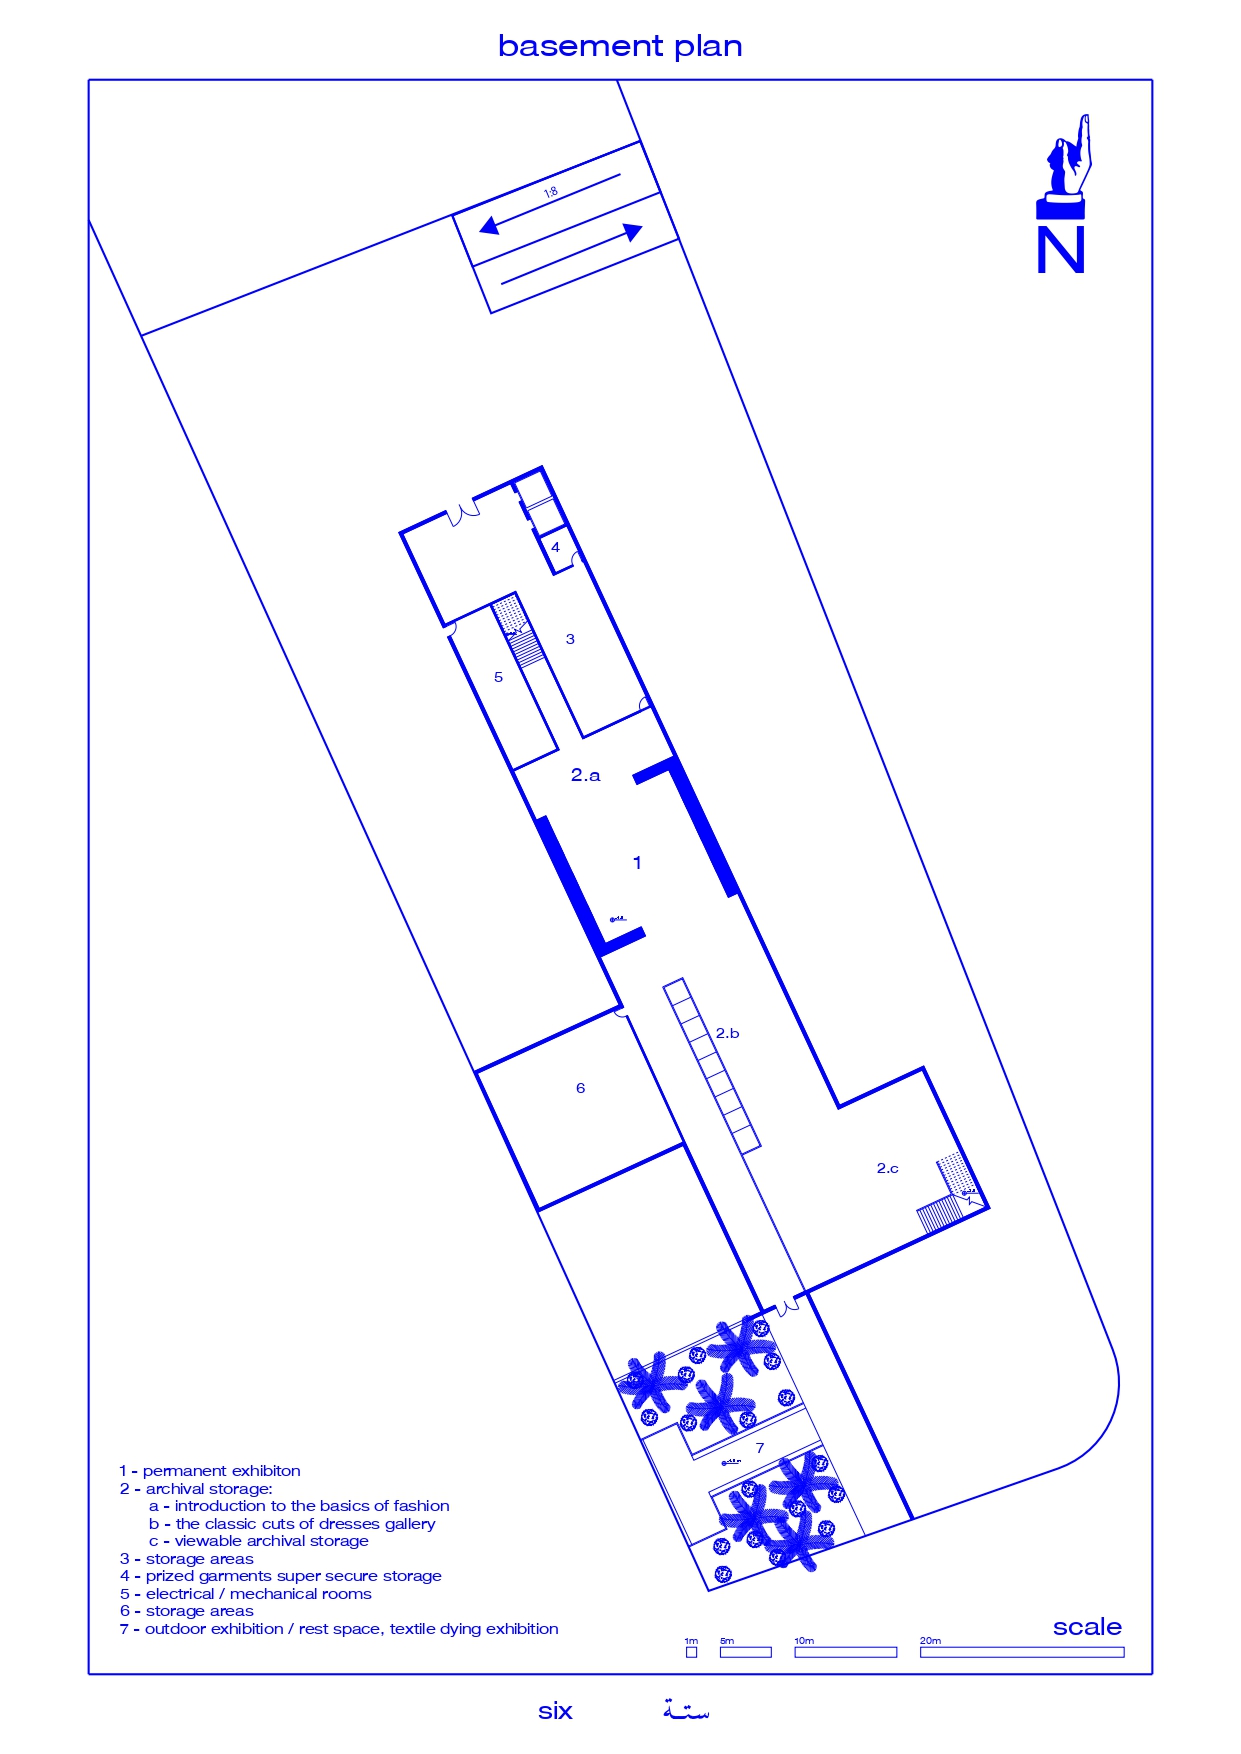 basement plan
N
1:8
4
3
5
2.a
1
2.b
6
2.c
7
1 - permanent exhibiton
2 - archival storage:
a - introduction to the basics of fashion
b - the classic cuts of dresses gallery
c - viewable archival storage
3 - storage areas
4 - prized garments super secure storage
5 - electrical / mechanical rooms
6 - storage areas
7 - outdoor exhibition / rest space, textile dying exhibition
scale
1m 5m 10m 20m
six ستة